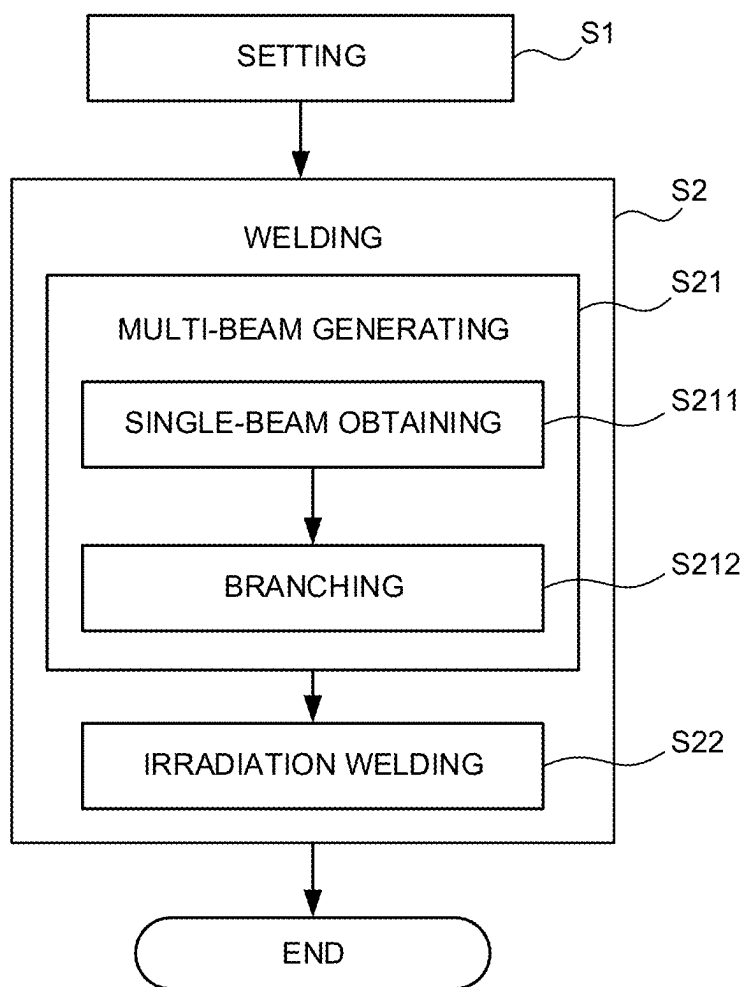 SETTING
S1
S2
WELDING
S21
MULTI-BEAM GENERATING
S211
SINGLE-BEAM OBTAINING
S212
BRANCHING
S22
IRRADIATION WELDING
END